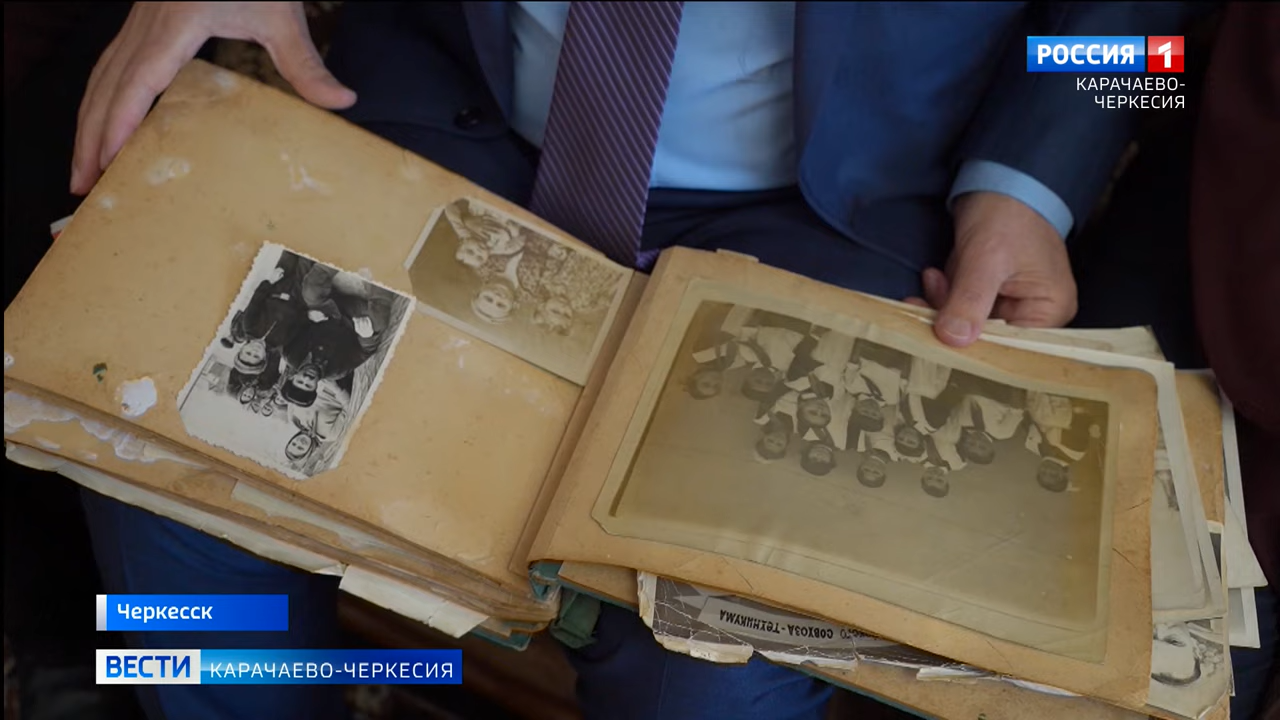 РОССИЯ 1
КАРАЧАЕВО-
ЧЕРКЕСИЯ
СОВХОЗА-ТЕХНИКУМА
Черкесск
ВЕСТИ КАРАЧАЕВО-ЧЕРКЕСИЯ